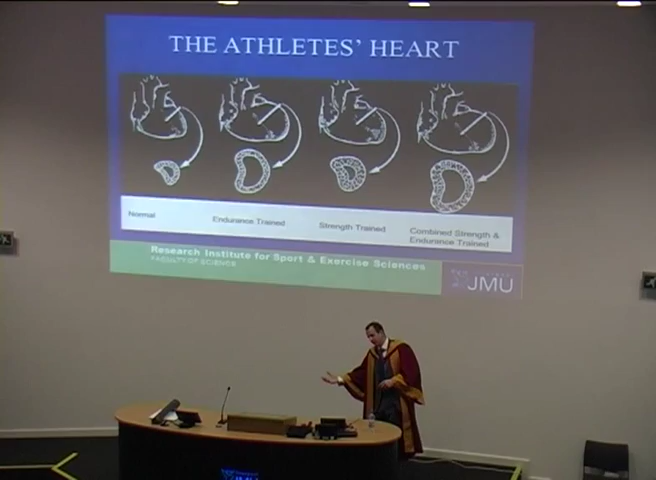 THE ATHLETES' HEART
Normal
Endurance Trained
Strength Trained
Combined Strength &
Endurance Trained
Research Institute for Sport & Exercise Sciences
FACULTY OF SCIENCE
JMU
JMU